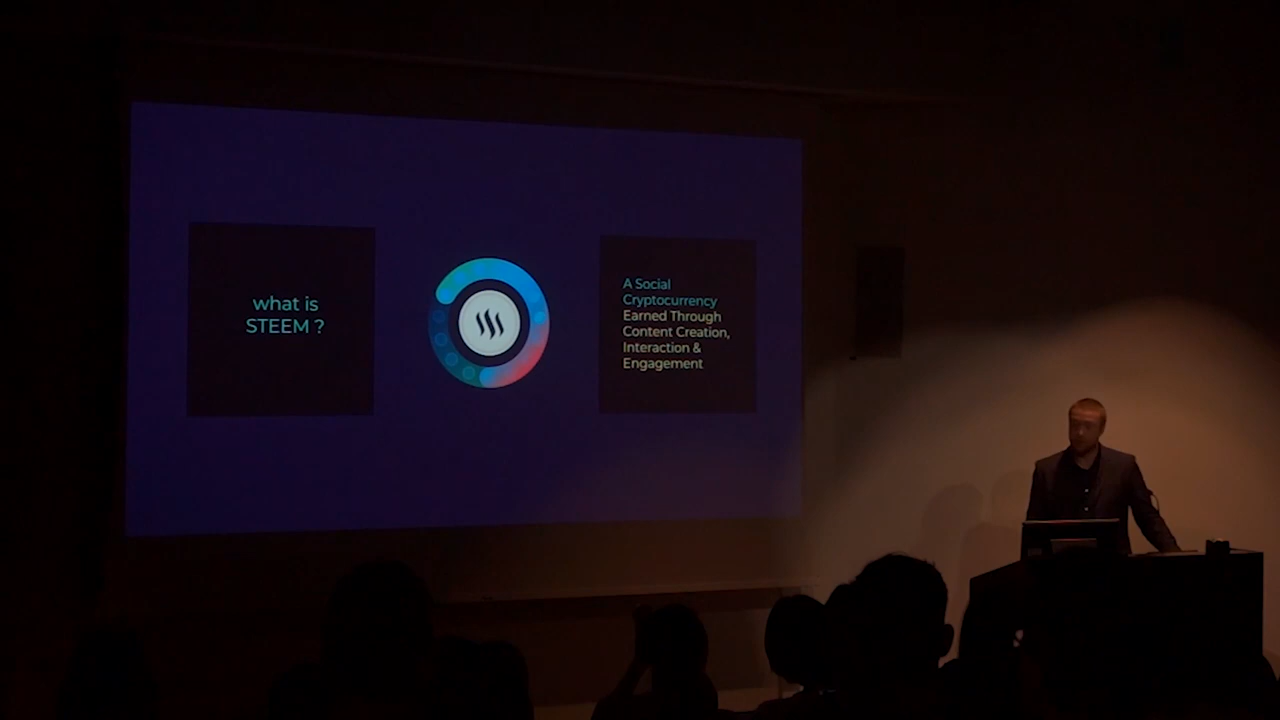 what is
STEEM ?
A Social
Cryptocurrency
Earned Through
Content Creation,
Interaction &
Engagement